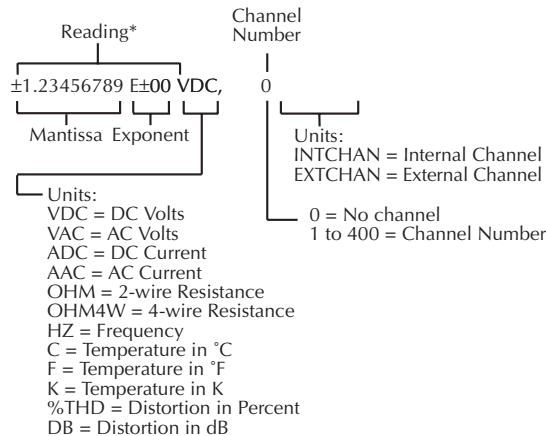 Channel
Number
Reading*
±1.23456789 E±00 VDC, 0
Mantissa Exponent
Units:
INTCHAN = Internal Channel
EXTCHAN = External Channel
0 = No channel
1 to 400 = Channel Number
Units:
VDC = DC Volts
VAC = AC Volts
ADC = DC Current
AAC = AC Current
OHM = 2-wire Resistance
OHM4W = 4-wire Resistance
HZ = Frequency
C = Temperature in °C
F = Temperature in °F
K = Temperature in K
%THD = Distortion in Percent
DB = Distortion in dB